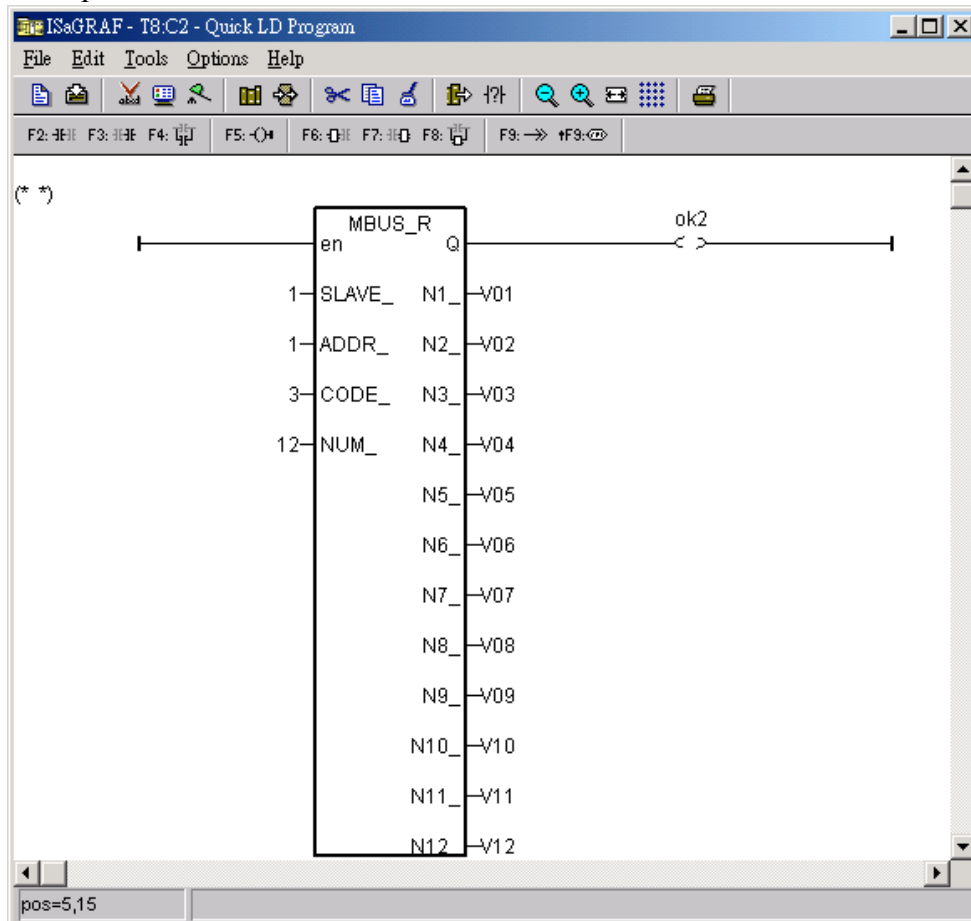 ISaGRAF - T8:C2 - Quick LD Program
File Edit Tools Options Help
F2: F3: F4: F5: F6: F7: F8: F9: ↑F9:
(* *)
MBUS_R
ok2
en Q
1 SLAVE_ N1_ V01
1 ADDR_ N2_ V02
3 CODE_ N3_ V03
12 NUM_ N4_ V04
N5_ V05
N6_ V06
N7_ V07
N8_ V08
N9_ V09
N10_ V10
N11_ V11
N12_ V12
pos=5,15